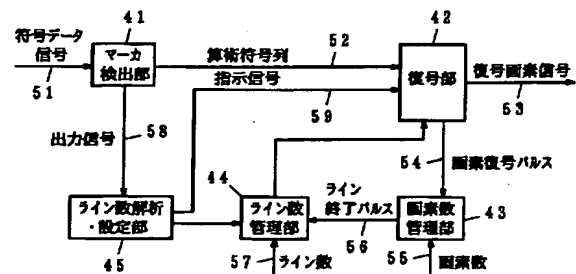 符号データ
信号
51
41
マーカ
検出部
算術符号列
52
指示信号
59
42
復号部
復号画素信号
53
58
出力信号
54
画素復号パルス
ライン数解析
・設定部
45
44
ライン数
管理部
ライン
終了パルス
56
画素数
管理部
43
57
ライン数
55
画素数